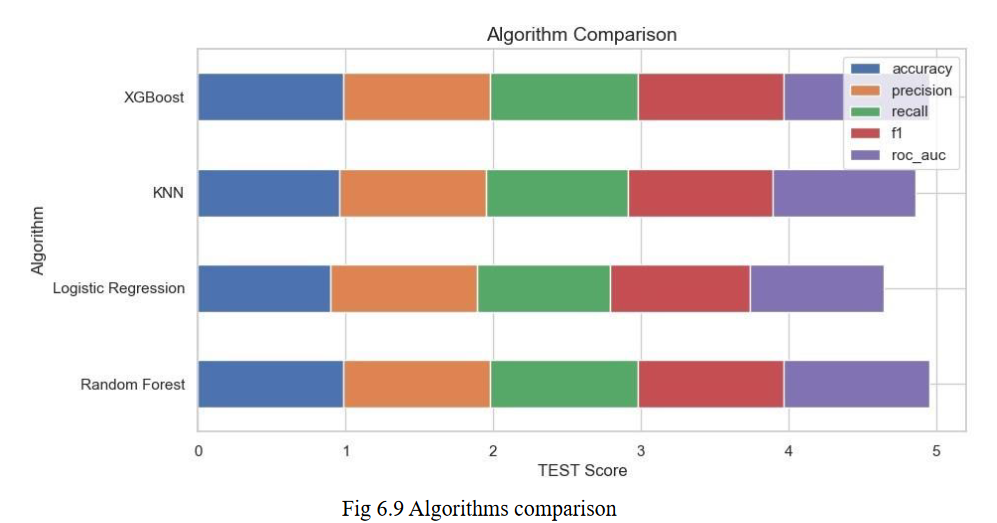 Algorithm Comparison
accuracy
precision
recall
f1
roc_auc
XGBoost
KNN
Logistic Regression
Random Forest
Algorithm
0 1 2 3 4 5
TEST Score
Fig 6.9 Algorithms comparison